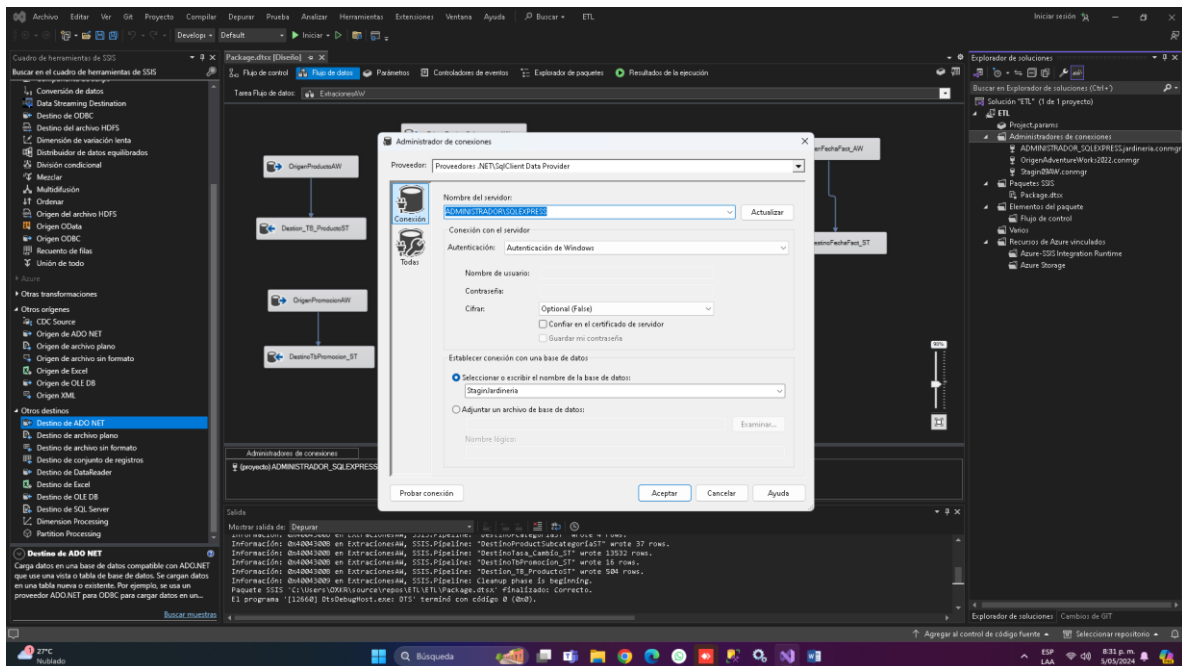 Archivo Editar Ver Git Proyecto Compilar Depurar Prueba Analizar Herramientas Extensiones Ventana Ayuda Buscar ETL
Iniciar sesión
Developi Default Iniciar
Cuadro de herramientas de SSIS
Buscar en el cuadro de herramientas de SSIS
Conversión de datos
Data Streaming Destination
Destino de ODBC
Destino del archivo HDFS
Dimensión de variación lenta
Distribuidor de datos equilibrados
División condicional
Mezclar
Multidifusión
Ordenar
Origen del archivo HDFS
Origen OData
Origen ODBC
Recuento de filas
Unión de todo
Azure
Otras transformaciones
Otros orígenes
CDC Source
Origen de ADO NET
Origen de archivo plano
Origen de archivo sin formato
Origen de Excel
Origen de OLE DB
Origen XML
Otros destinos
Destino de ADO NET
Destino de archivo plano
Destino de archivo sin formato
Destino de conjunto de registros
Destino de DataReader
Destino de Excel
Destino de OLE DB
Destino de SQL Server
Dimension Processing
Partition Processing
Destino de ADO NET
Carga datos en una base de datos compatible con ADO.NET
que use una vista o tabla de base de datos. Se cargan datos
en una tabla nueva o existente. Por ejemplo, se usa un
proveedor ADO.NET para ODBC para cargar datos en un...
Buscar muestras
Package.dtsx [Diseño]
Flujo de control Flujo de datos Parámetros Controladores de eventos Explorador de paquetes Resultados de la ejecución
Tarea Flujo de datos: ExtracionesAW
OrigenProductoAW
Destion_TB_ProductoST
OrigenPromocionAW
DestinoTbPromocion_ST
enFechaFact_AW
estinoFechaFact_ST
90%
Administrador de conexiones
Proveedor: Proveedores .NET\SqlClient Data Provider
Conexión
Todas
Nombre del servidor:
ADMINISTRADOR\SQLEXPRESS
Actualizar
Conexión con el servidor
Autenticación: Autenticación de Windows
Nombre de usuario:
Contraseña:
Cifrar: Optional (False)
Confiar en el certificado de servidor
Guardar mi contraseña
Establecer conexión con una base de datos
Seleccionar o escribir el nombre de la base de datos:
StaginJardineria
Adjuntar un archivo de base de datos:
Examinar...
Nombre lógico:
Probar conexión Aceptar Cancelar Ayuda
Administradores de conexiones
(proyecto) ADMINISTRADOR_SQLEXPRESS
Salida
Mostrar salida de: Depurar
Información: 0x40043009 en ExtracionesAW, SSIS.Pipeline: "DestinoProductSubcategoriaST" wrote 37 rows.
Información: 0x40043009 en ExtracionesAW, SSIS.Pipeline: "DestinoTasa_Cambio_ST" wrote 13532 rows.
Información: 0x40043009 en ExtracionesAW, SSIS.Pipeline: "DestinoTbPromocion_ST" wrote 16 rows.
Información: 0x40043009 en ExtracionesAW, SSIS.Pipeline: "Destion_TB_ProductoST" wrote 504 rows.
Información: 0x40043009 en ExtracionesAW, SSIS.Pipeline: Cleanup phase is beginning.
Paquete SSIS 'C:\Users\OXKR\source\repos\ETL\ETL\Package.dtsx' finalizado: Correcto.
El programa '[12660] DtsDebugHost.exe: DTS' terminó con código 0 (0x0).
Explorador de soluciones
Buscar en Explorador de soluciones (Ctrl+')
Solución "ETL" (1 de 1 proyecto)
ETL
Project.params
Administradores de conexiones
ADMINISTRADOR_SQLEXPRESS.jardineria.conmgr
OrigenAdventureWorks2022.conmgr
Paquetes SSIS
Package.dtsx
Elementos del paquete
Flujo de control
Varios
Recursos de Azure vinculados
Azure-SSIS Integration Runtime
Azure Storage
Explorador de soluciones Cambios de GIT
Agregar al control de código fuente Seleccionar repositorio
27°C
Nublado
Búsqueda
ESP
LAA
8:31 p. m.
5/05/2024